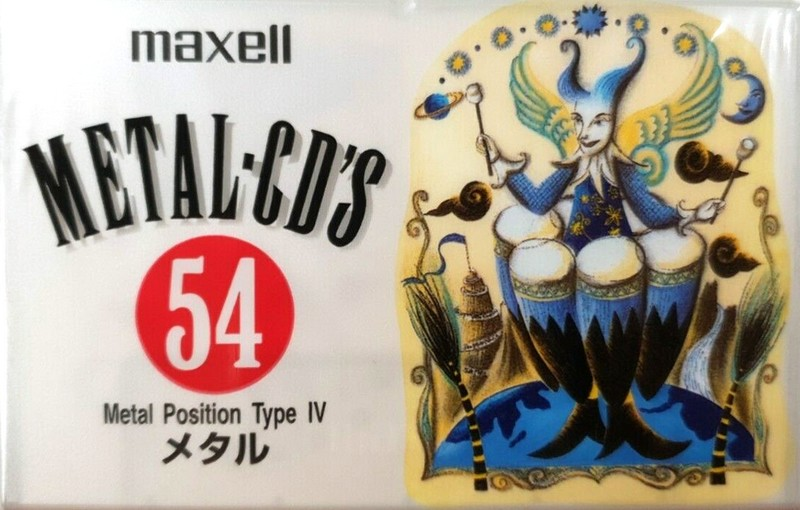 maxell
METAL-CD'S
54
Metal Position Type IV
メタル